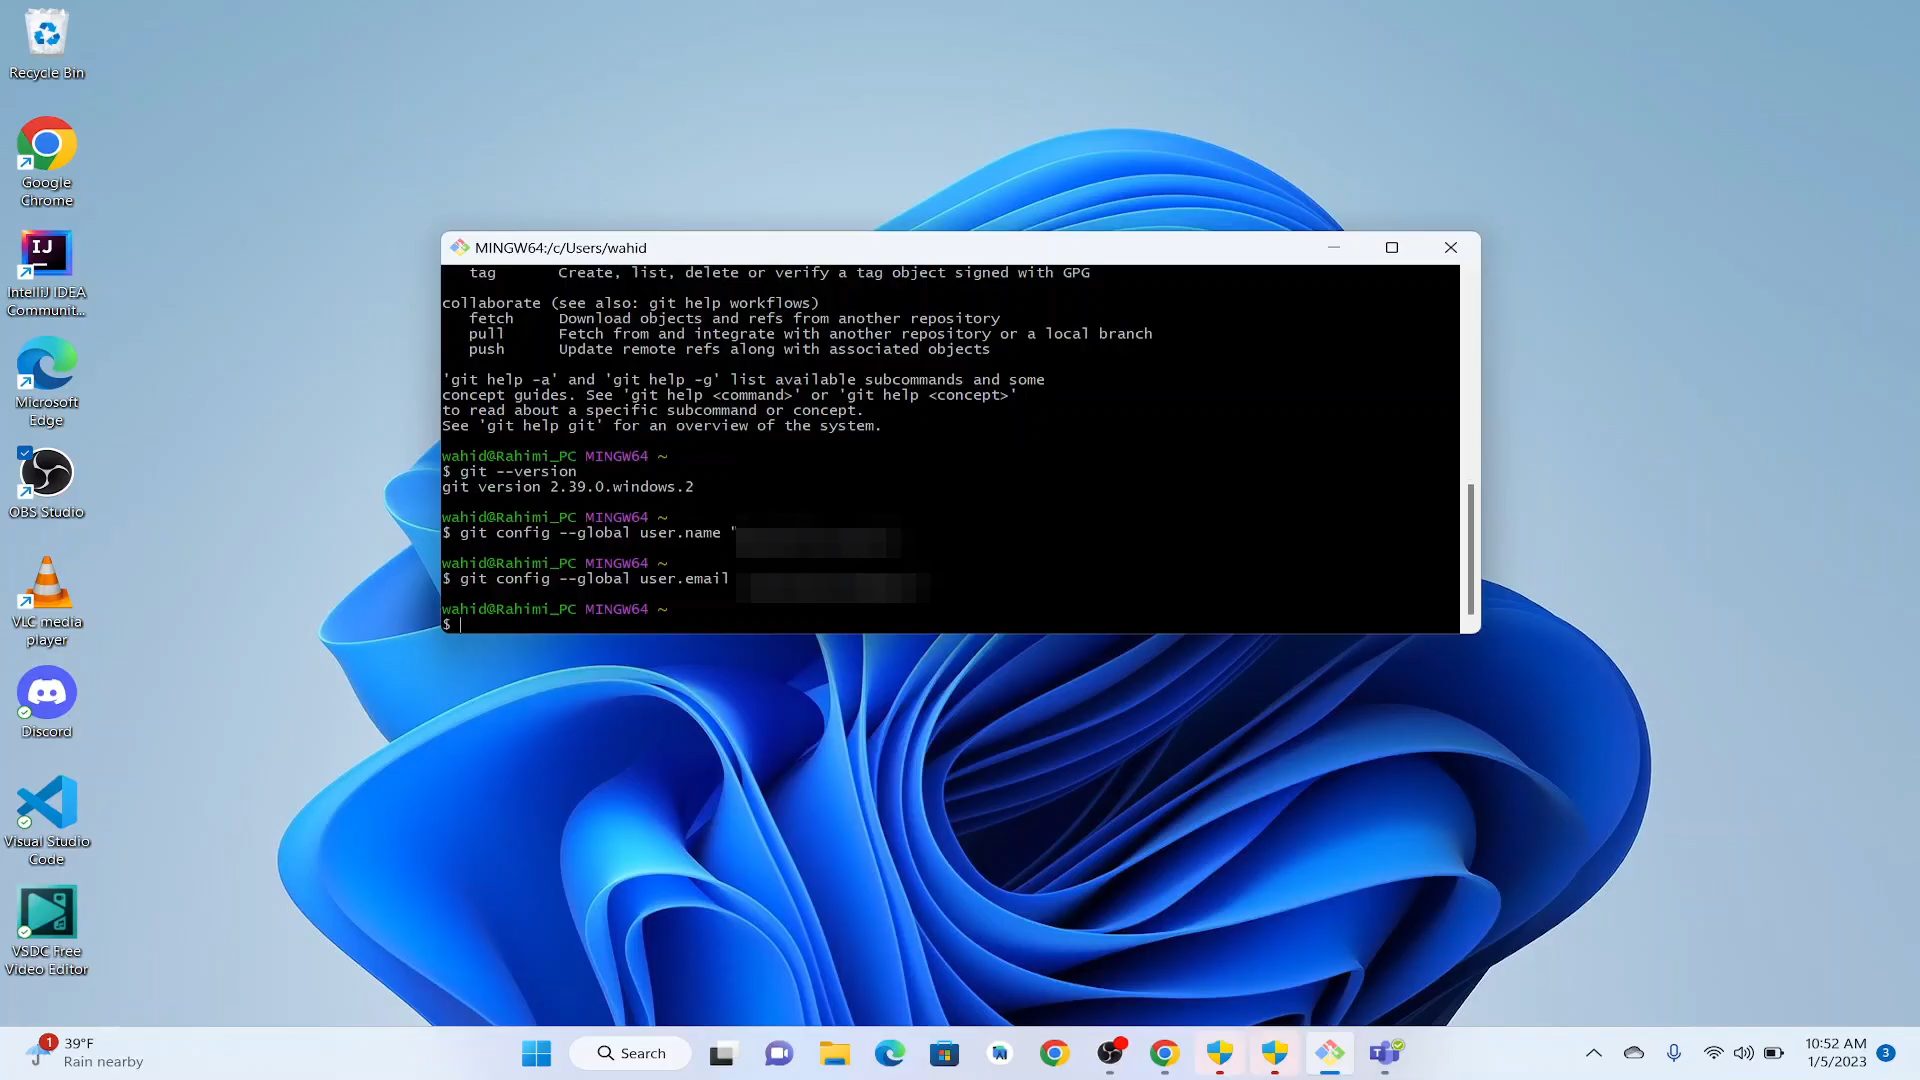 Recycle Bin
Google
Chrome
IJ
IntelliJ IDEA
Communit...
Microsoft
Edge
OBS Studio
VLC media
player
Discord
Visual Studio
Code
VSDC Free
Video Editor
MINGW64:/c/Users/wahid
tag Create, list, delete or verify a tag object signed with GPG
collaborate (see also: git help workflows)
fetch Download objects and refs from another repository
pull Fetch from and integrate with another repository or a local branch
push Update remote refs along with associated objects
'git help -a' and 'git help -g' list available subcommands and some
concept guides. See 'git help <command>' or 'git help <concept>'
to read about a specific subcommand or concept.
See 'git help git' for an overview of the system.
wahid@Rahimi_PC MINGW64 ~
$ git --version
git version 2.39.0.windows.2
wahid@Rahimi_PC MINGW64 ~
$ git config --global user.name "
wahid@Rahimi_PC MINGW64 ~
$ git config --global user.email
wahid@Rahimi_PC MINGW64 ~
$
1
39°F
Rain nearby
Search
10:52 AM
1/5/2023
3